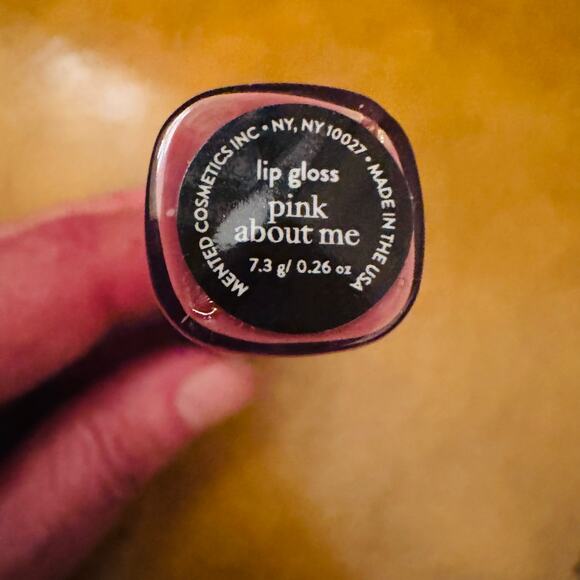 MENTED COSMETICS INC • NY, NY 10027 • MADE IN THE USA
lip gloss
pink
about me
7.3 g/ 0.26 oz